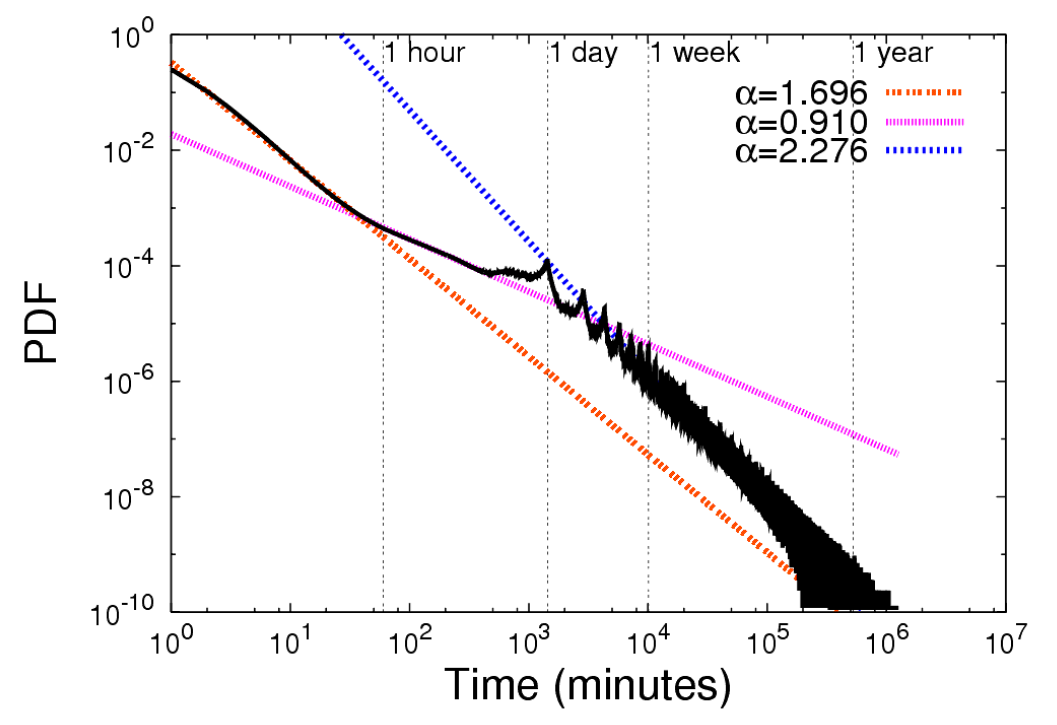 10^0
10^-2
10^-4
10^-6
10^-8
10^-10
PDF
1 hour
1 day
1 week
1 year
α=1.696
α=0.910
α=2.276
10^0 10^1 10^2 10^3 10^4 10^5 10^6 10^7
Time (minutes)